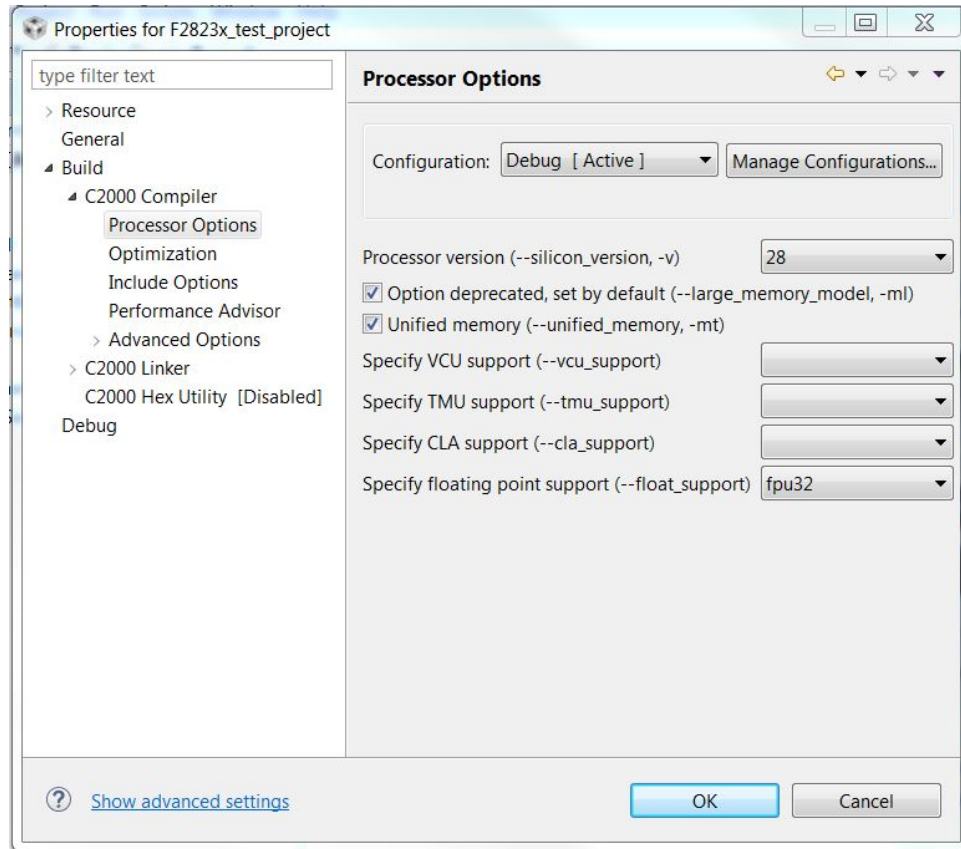 Properties for F2823x_test_project
type filter text
Resource
General
Build
C2000 Compiler
Processor Options
Optimization
Include Options
Performance Advisor
Advanced Options
C2000 Linker
C2000 Hex Utility [Disabled]
Debug
Processor Options
Configuration: Debug [ Active ] Manage Configurations...
Processor version (--silicon_version, -v) 28
Option deprecated, set by default (--large_memory_model, -ml)
Unified memory (--unified_memory, -mt)
Specify VCU support (--vcu_support)
Specify TMU support (--tmu_support)
Specify CLA support (--cla_support)
Specify floating point support (--float_support) fpu32
? Show advanced settings
OK Cancel